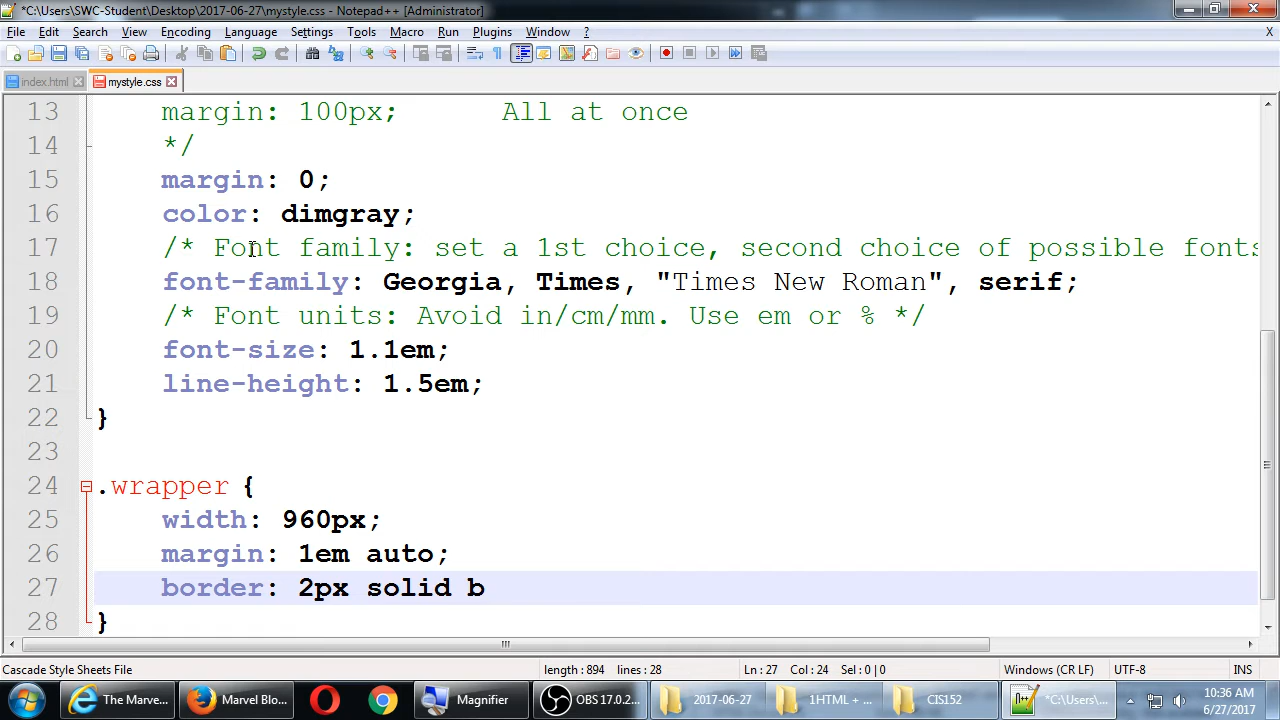 *C:\Users\SWC-Student\Desktop\2017-06-27\mystyle.css - Notepad++ [Administrator]
File Edit Search View Encoding Language Settings Tools Macro Run Plugins Window ? X
index.html mystyle.css
13 margin: 100px; All at once
14 */
15 margin: 0;
16 color: dimgray;
17 /* Font family: set a 1st choice, second choice of possible fonts
18 font-family: Georgia, Times, "Times New Roman", serif;
19 /* Font units: Avoid in/cm/mm. Use em or % */
20 font-size: 1.1em;
21 line-height: 1.5em;
22 }
23
24 .wrapper {
25 width: 960px;
26 margin: 1em auto;
27 border: 2px solid b
28 }
Cascade Style Sheets File length : 894 lines : 28 Ln : 27 Col : 24 Sel : 0 | 0 Windows (CR LF) UTF-8 INS
The Marve... Marvel Blo... Magnifier OBS 17.0.2... 2017-06-27 1HTML + ... CIS152 *C:\Users\... 10:36 AM
6/27/2017